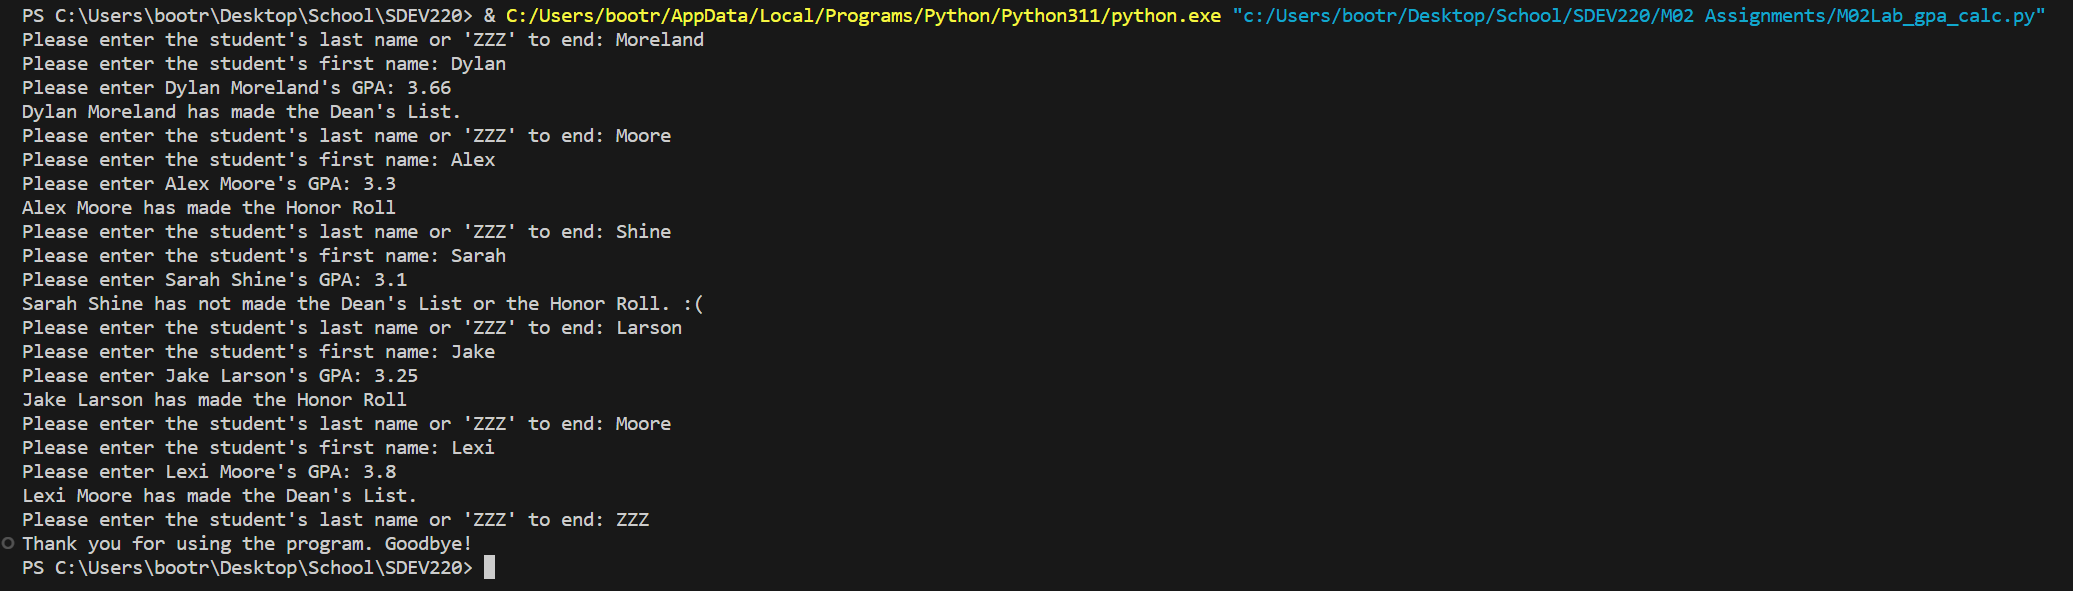 PS C:\Users\bootr\Desktop\School\SDEV220> & C:/Users/bootr/AppData/Local/Programs/Python/Python311/python.exe "c:/Users/bootr/Desktop/School/SDEV220/M02 Assignments/M02Lab_gpa_calc.py"
Please enter the student's last name or 'ZZZ' to end: Moreland
Please enter the student's first name: Dylan
Please enter Dylan Moreland's GPA: 3.66
Dylan Moreland has made the Dean's List.
Please enter the student's last name or 'ZZZ' to end: Moore
Please enter the student's first name: Alex
Please enter Alex Moore's GPA: 3.3
Alex Moore has made the Honor Roll
Please enter the student's last name or 'ZZZ' to end: Shine
Please enter the student's first name: Sarah
Please enter Sarah Shine's GPA: 3.1
Sarah Shine has not made the Dean's List or the Honor Roll. :(
Please enter the student's last name or 'ZZZ' to end: Larson
Please enter the student's first name: Jake
Please enter Jake Larson's GPA: 3.25
Jake Larson has made the Honor Roll
Please enter the student's last name or 'ZZZ' to end: Moore
Please enter the student's first name: Lexi
Please enter Lexi Moore's GPA: 3.8
Lexi Moore has made the Dean's List.
Please enter the student's last name or 'ZZZ' to end: ZZZ
Thank you for using the program. Goodbye!
PS C:\Users\bootr\Desktop\School\SDEV220>